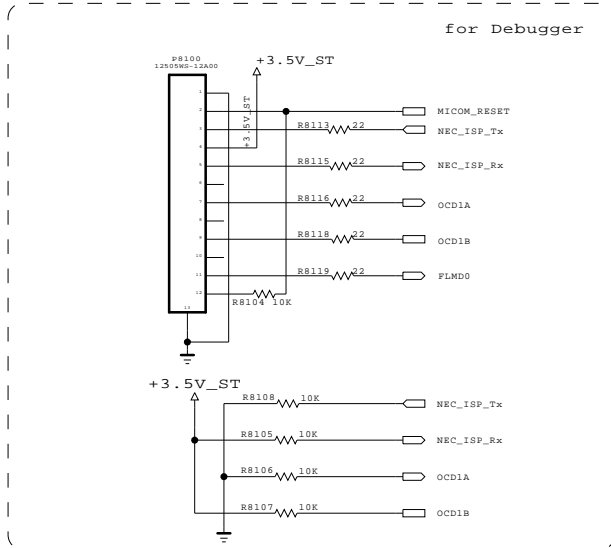 for Debugger
P8100
12505WS-12A00
+3.5V_ST
+3.5V_ST
1
2
MICOM_RESET
3
R8113
22
NEC_ISP_Tx
4
5
R8115
22
NEC_ISP_Rx
6
7
R8116
22
OCD1A
8
9
R8118
22
OCD1B
10
11
R8119
22
FLMD0
12
R8104 10K
13
+3.5V_ST
R8108
10K
NEC_ISP_Tx
R8105
10K
NEC_ISP_Rx
R8106
10K
OCD1A
R8107
10K
OCD1B